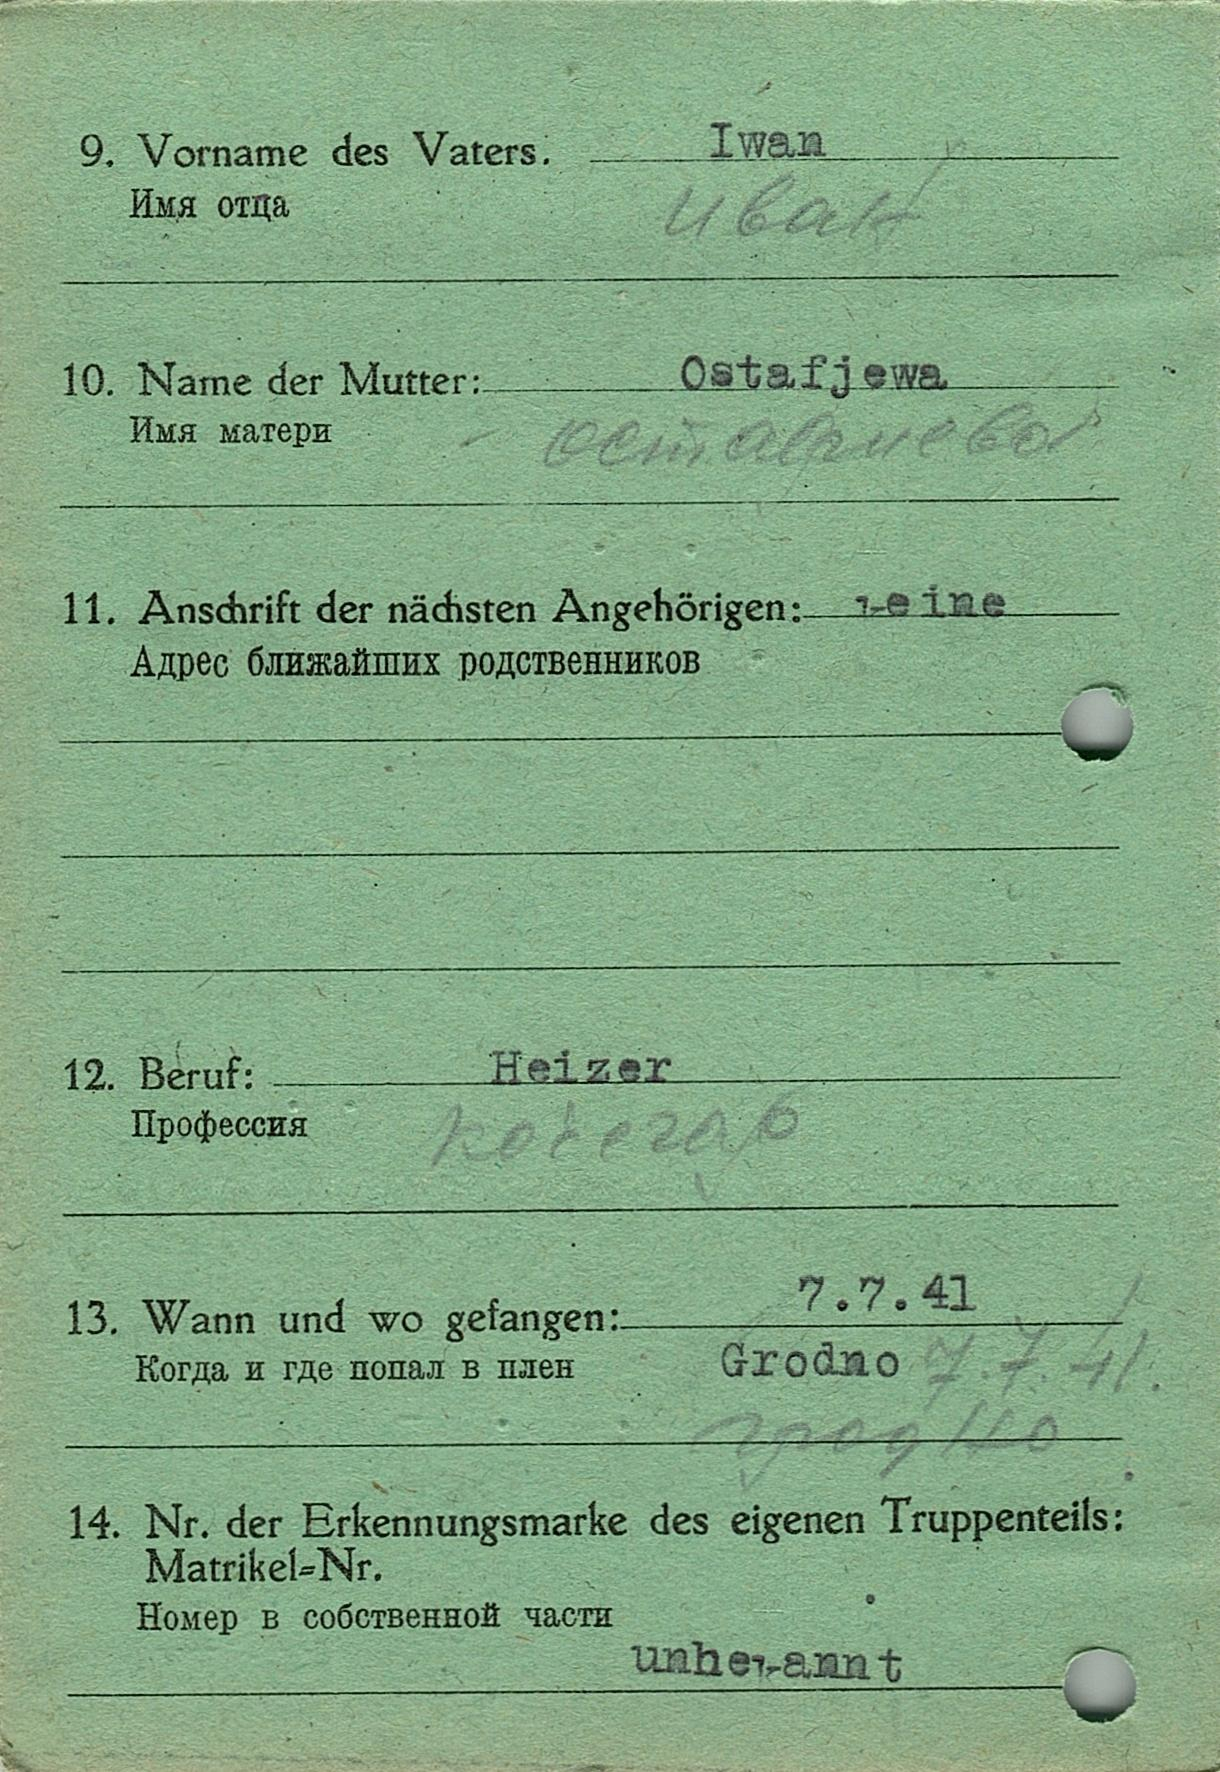 9. Vorname des Vaters. Iwan
Имя отца Иван
10. Name der Mutter: Ostafjewa
Имя матери Остафиева
11. Anschrift der nächsten Angehörigen: keine
Адрес ближайших родственников
12. Beruf: Heizer
Профессия кочегар
13. Wann und wo gefangen: 7.7.41
Когда и где попал в плен Grodno 7.7.41.
гродно
14. Nr. der Erkennungsmarke des eigenen Truppenteils:
Matrikel=Nr.
Номер в собственной части
unbekannt